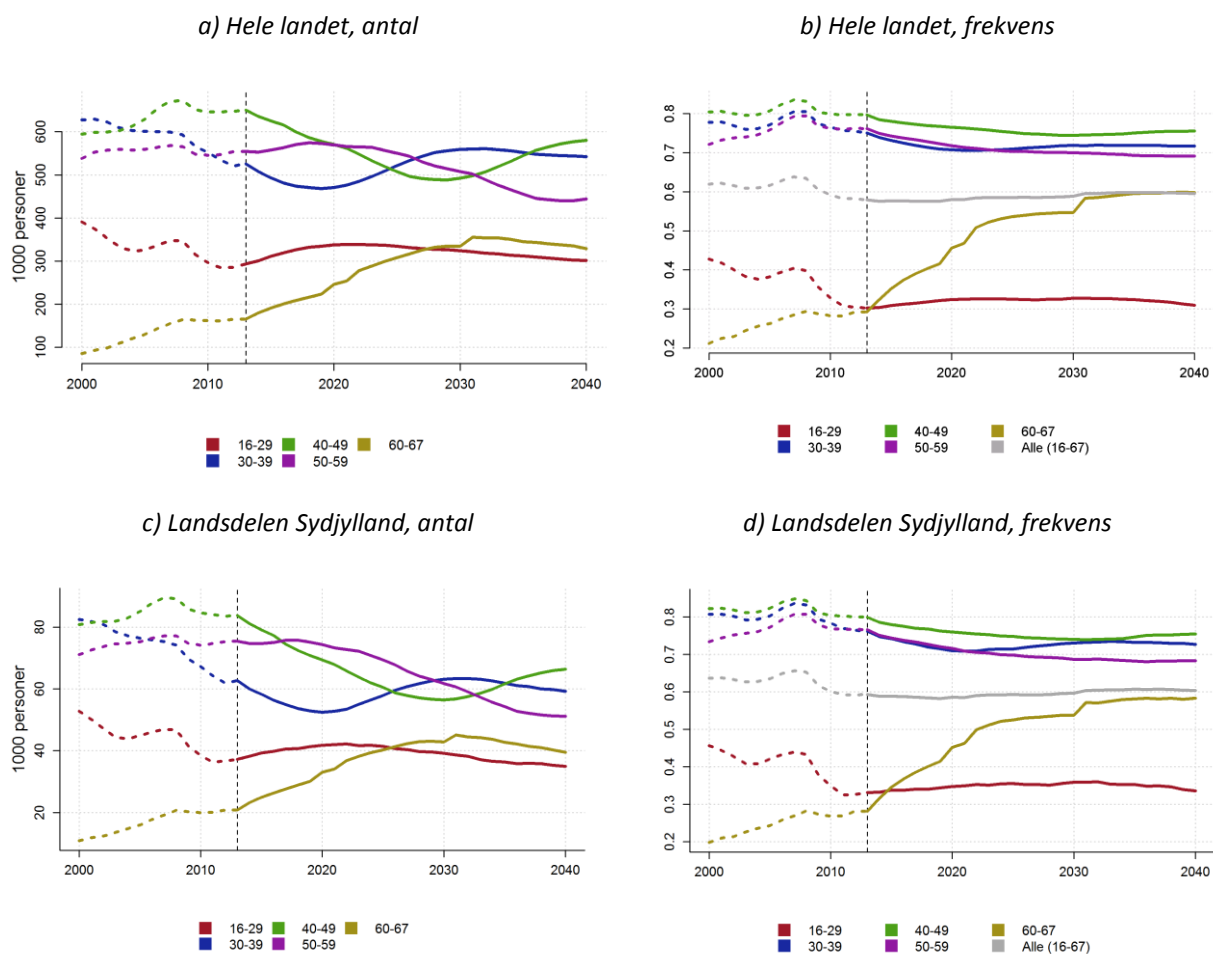 a) Hele landet, antal
1000 personer
600
500
400
300
200
100
2000 2010 2020 2030 2040
16-29 40-49 60-67
30-39 50-59
b) Hele landet, frekvens
0.8
0.7
0.6
0.5
0.4
0.3
0.2
2000 2010 2020 2030 2040
16-29 40-49 60-67
30-39 50-59 Alle (16-67)
c) Landsdelen Sydjylland, antal
1000 personer
80
60
40
20
2000 2010 2020 2030 2040
16-29 40-49 60-67
30-39 50-59
d) Landsdelen Sydjylland, frekvens
0.8
0.7
0.6
0.5
0.4
0.3
0.2
2000 2010 2020 2030 2040
16-29 40-49 60-67
30-39 50-59 Alle (16-67)